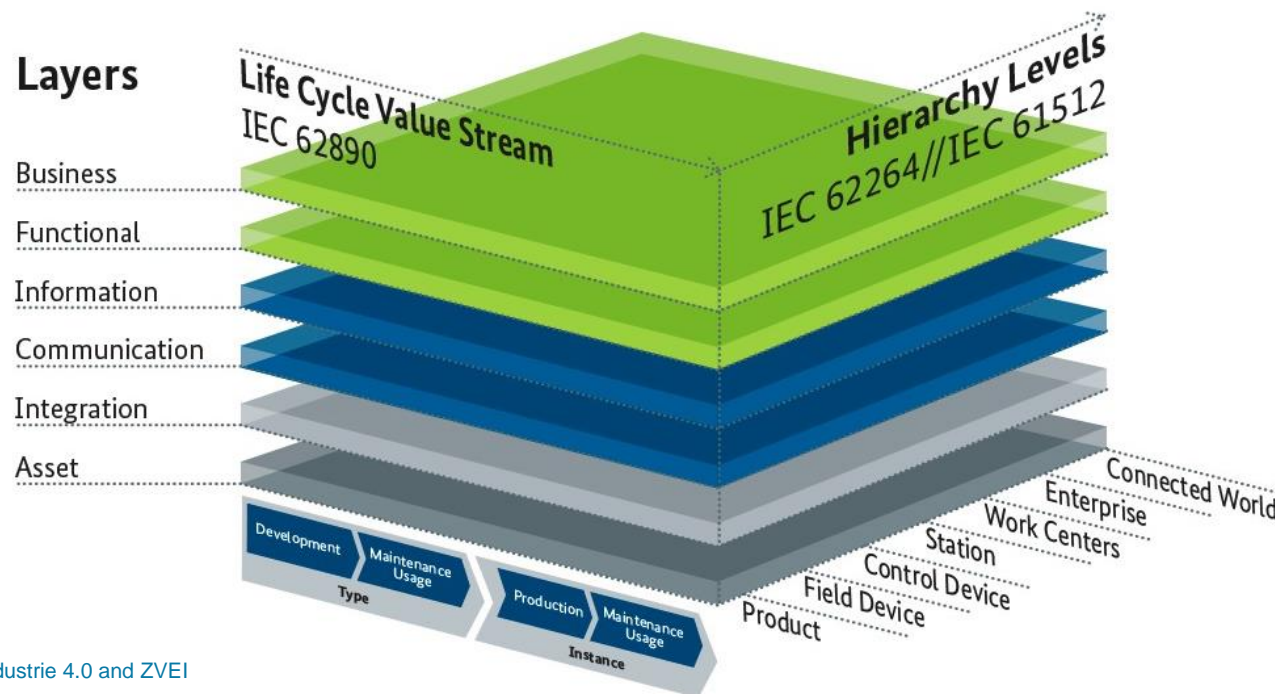 Layers
Life Cycle Value Stream
IEC 62890
Hierarchy Levels
IEC 62264//IEC 61512
Business
Functional
Information
Communication
Integration
Asset
Development
Maintenance
Usage
Type
Production
Maintenance
Usage
Instance
Product
Field Device
Control Device
Station
Work Centers
Enterprise
Connected World
dustrie 4.0 and ZVEI